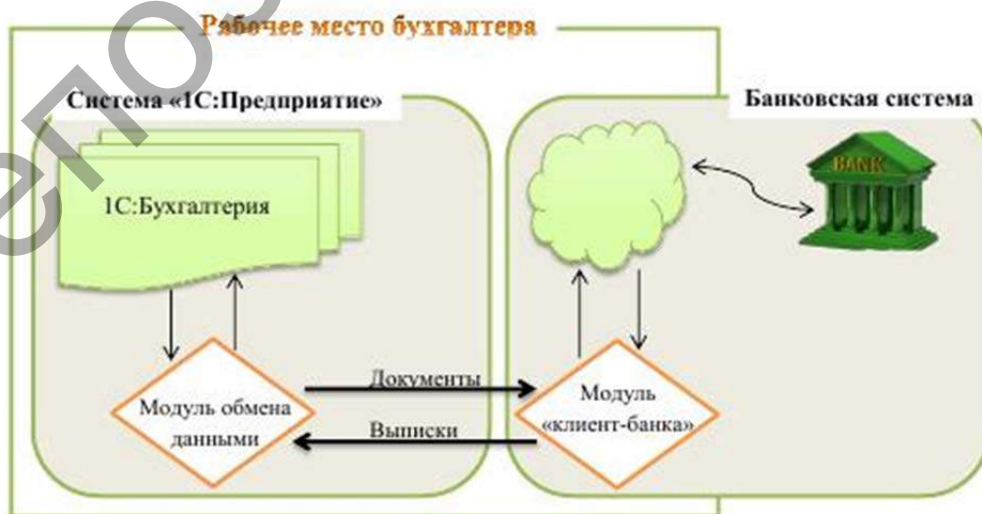 Рабочее место бухгалтера
Система «1С:Предприятие»
Банковская система
BANK
1С:Бухгалтерия
Документы
Модуль обмена
данными
Модуль
«клиент-банка»
Выписки